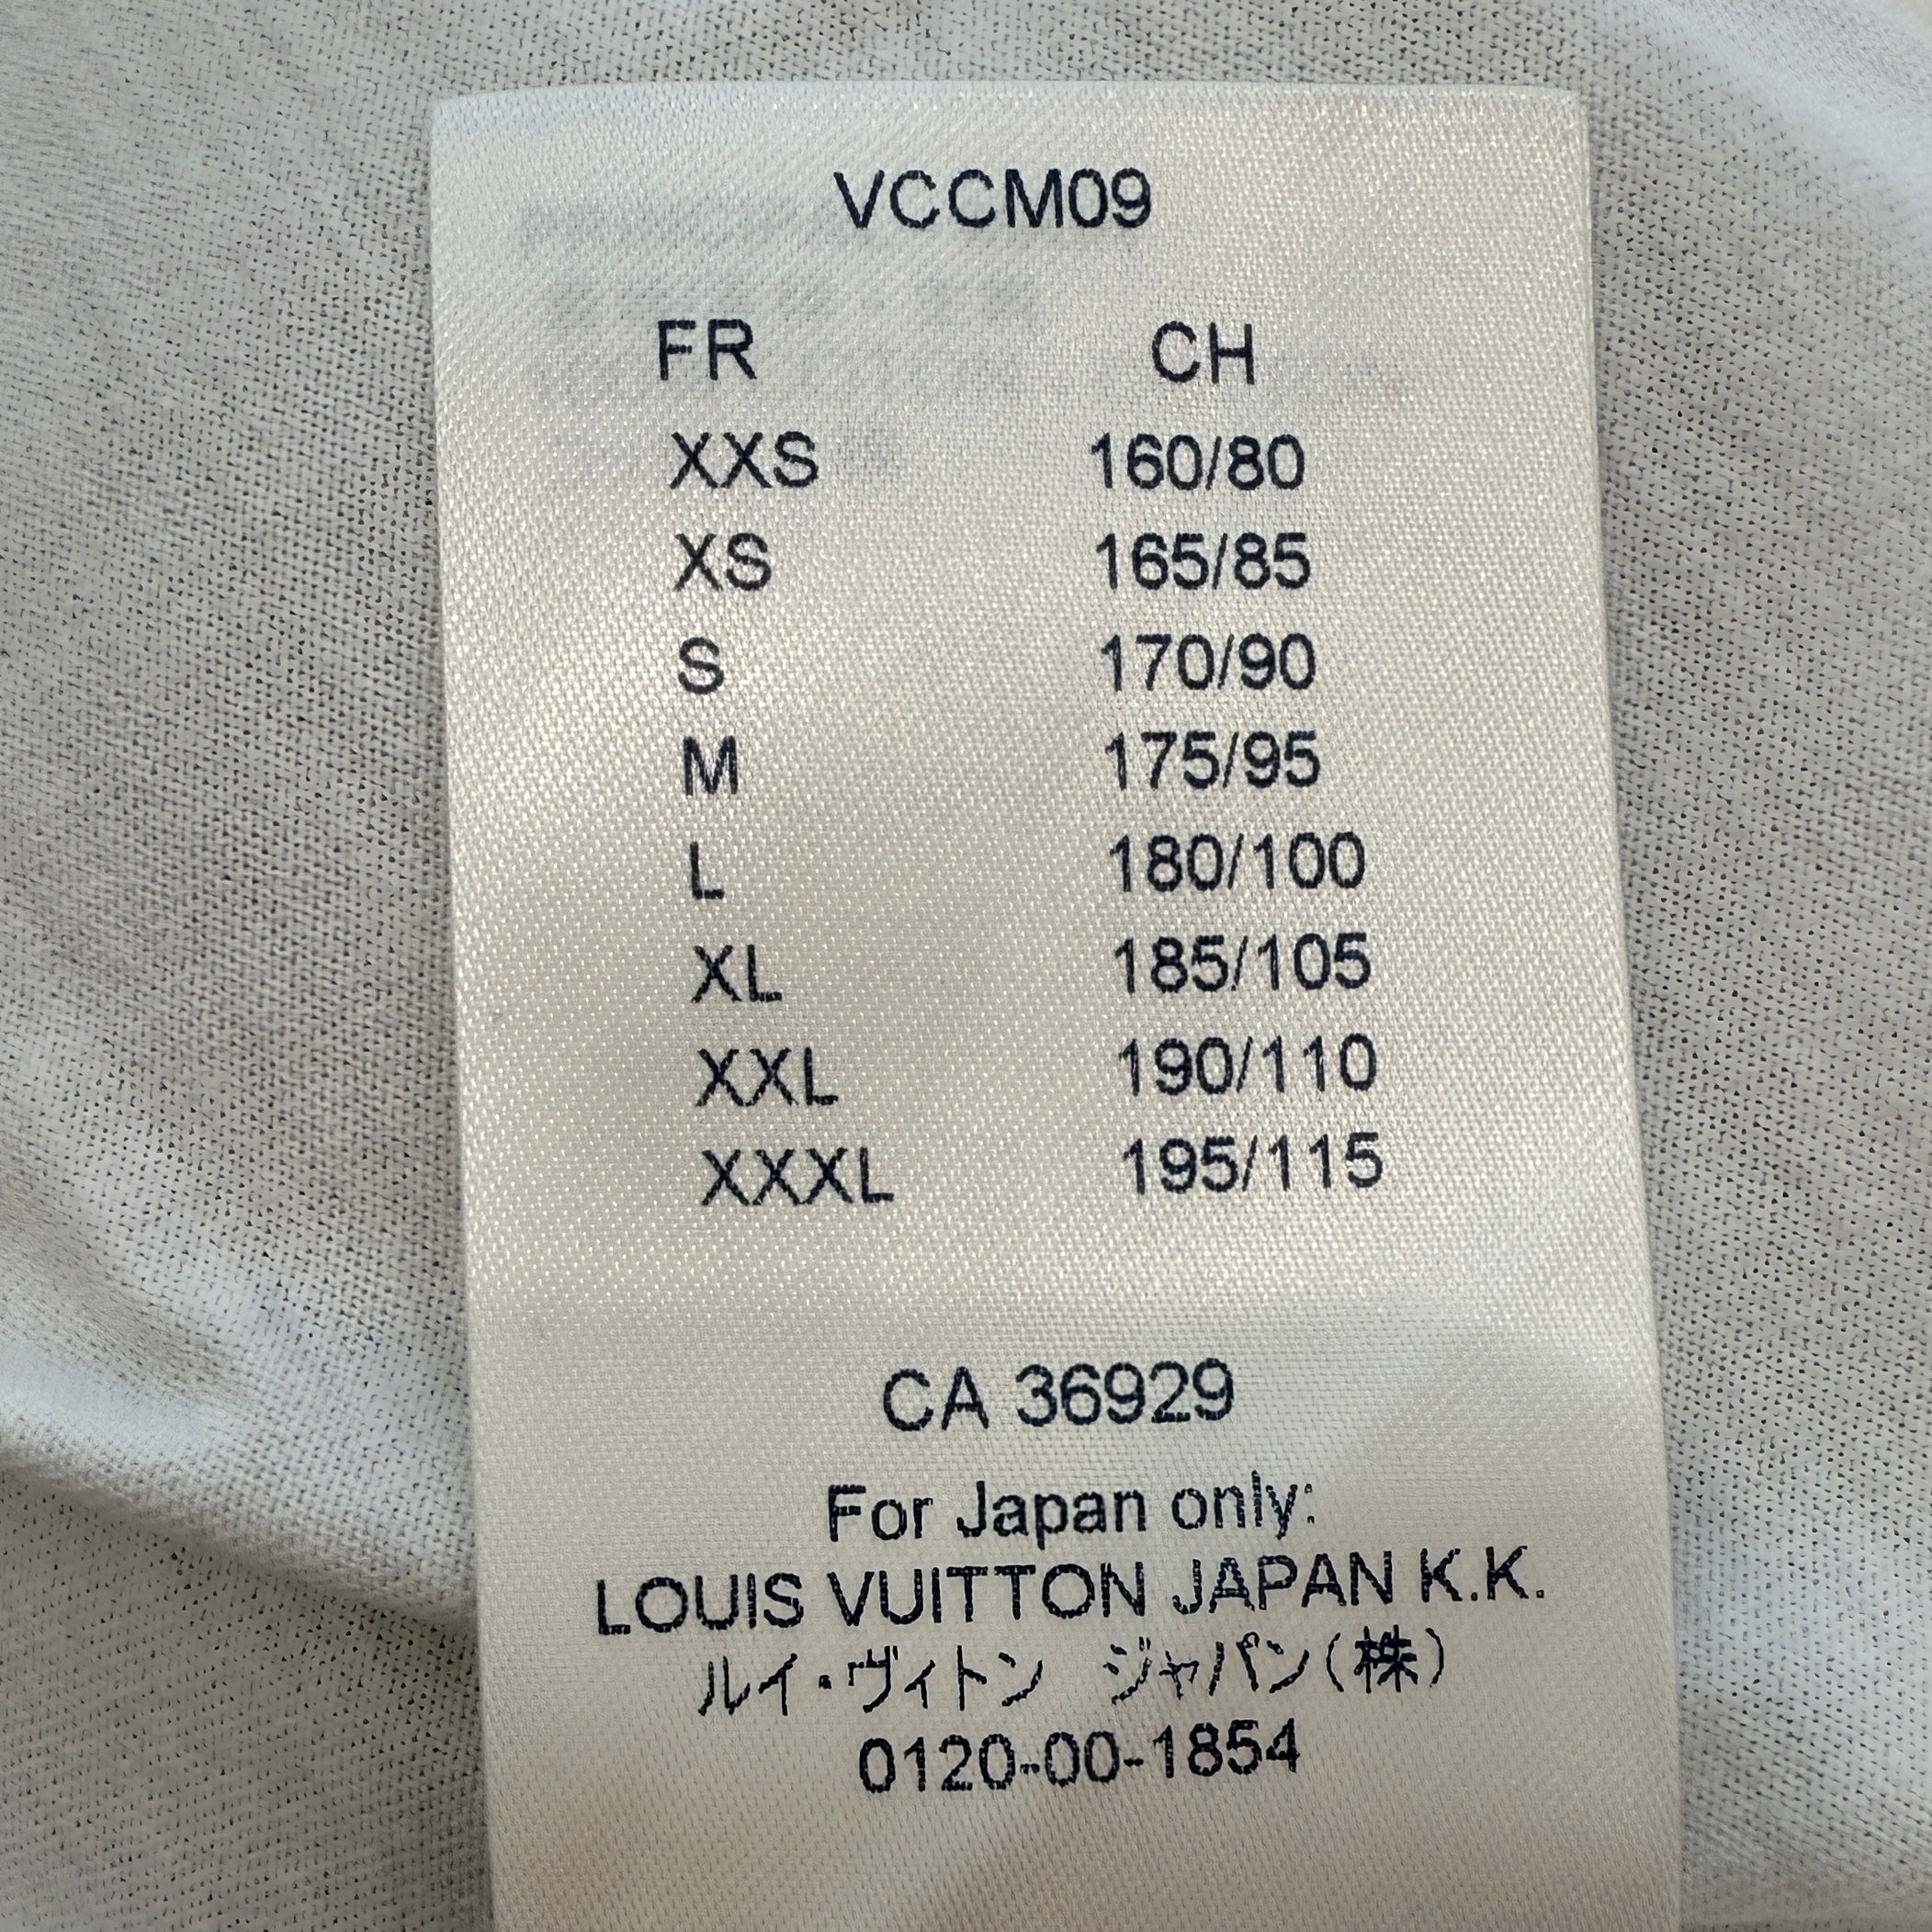 VCCM09
FR CH
XXS 160/80
XS 165/85
S 170/90
M 175/95
L 180/100
XL 185/105
XXL 190/110
XXXL 195/115
CA 36929
For Japan only:
LOUIS VUITTON JAPAN K.K.
ルイ・ヴィトン ジャパン(株)
0120-00-1854